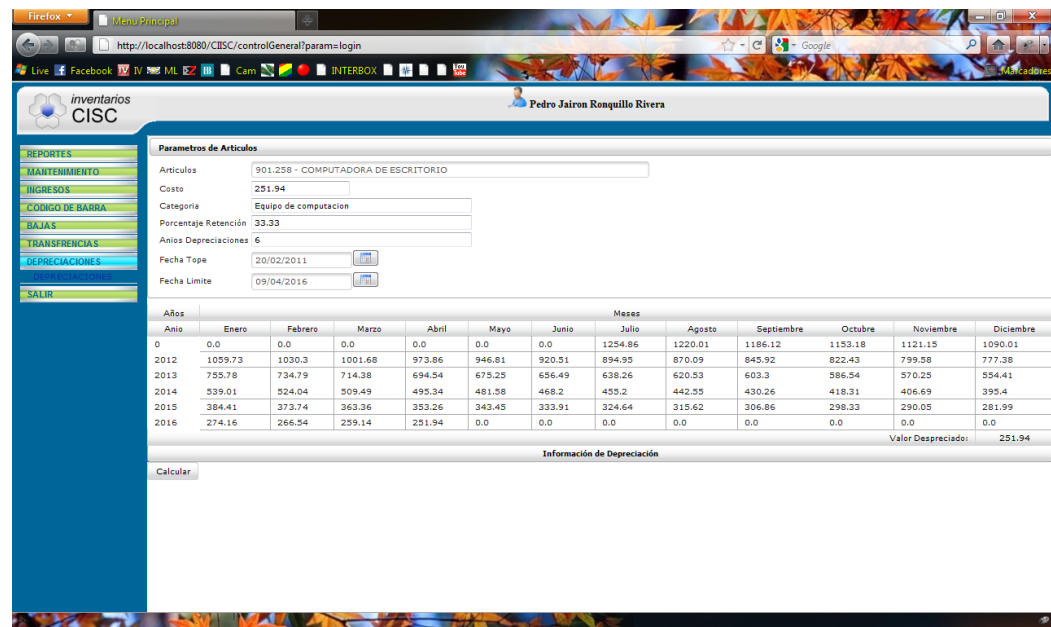 Firefox
Menu Principal
http://localhost:8080/CIISC/controlGeneral?param=login
Google
Live Facebook IV ML Cam INTERBOX You Tube Marcadores
inventarios
CISC
Pedro Jairon Ronquillo Rivera
REPORTES
MANTENIMIENTO
INGRESOS
CODIGO DE BARRA
BAJAS
TRANSFRENCIAS
DEPRECIACIONES
DEPRECIACIONES
SALIR
Parametros de Articulos
Articulos 901.258 - COMPUTADORA DE ESCRITORIO
Costo 251.94
Categoria Equipo de computacion
Porcentaje Retención 33.33
Anios Depreciaciones 6
Fecha Tope 20/02/2011
Fecha Limite 09/04/2016
Años Meses
Anio Enero Febrero Marzo Abril Mayo Junio Julio Agosto Septiembre Octubre Noviembre Diciembre
0 0.0 0.0 0.0 0.0 0.0 0.0 1254.86 1220.01 1186.12 1153.18 1121.15 1090.01
2012 1059.73 1030.3 1001.68 973.86 946.81 920.51 894.95 870.09 845.92 822.43 799.58 777.38
2013 755.78 734.79 714.38 694.54 675.25 656.49 638.26 620.53 603.3 586.54 570.25 554.41
2014 539.01 524.04 509.49 495.34 481.58 468.2 455.2 442.55 430.26 418.31 406.69 395.4
2015 384.41 373.74 363.36 353.26 343.45 333.91 324.64 315.62 306.86 298.33 290.05 281.99
2016 274.16 266.54 259.14 251.94 0.0 0.0 0.0 0.0 0.0 0.0 0.0 0.0
Valor Despreciado: 251.94
Información de Depreciación
Calcular